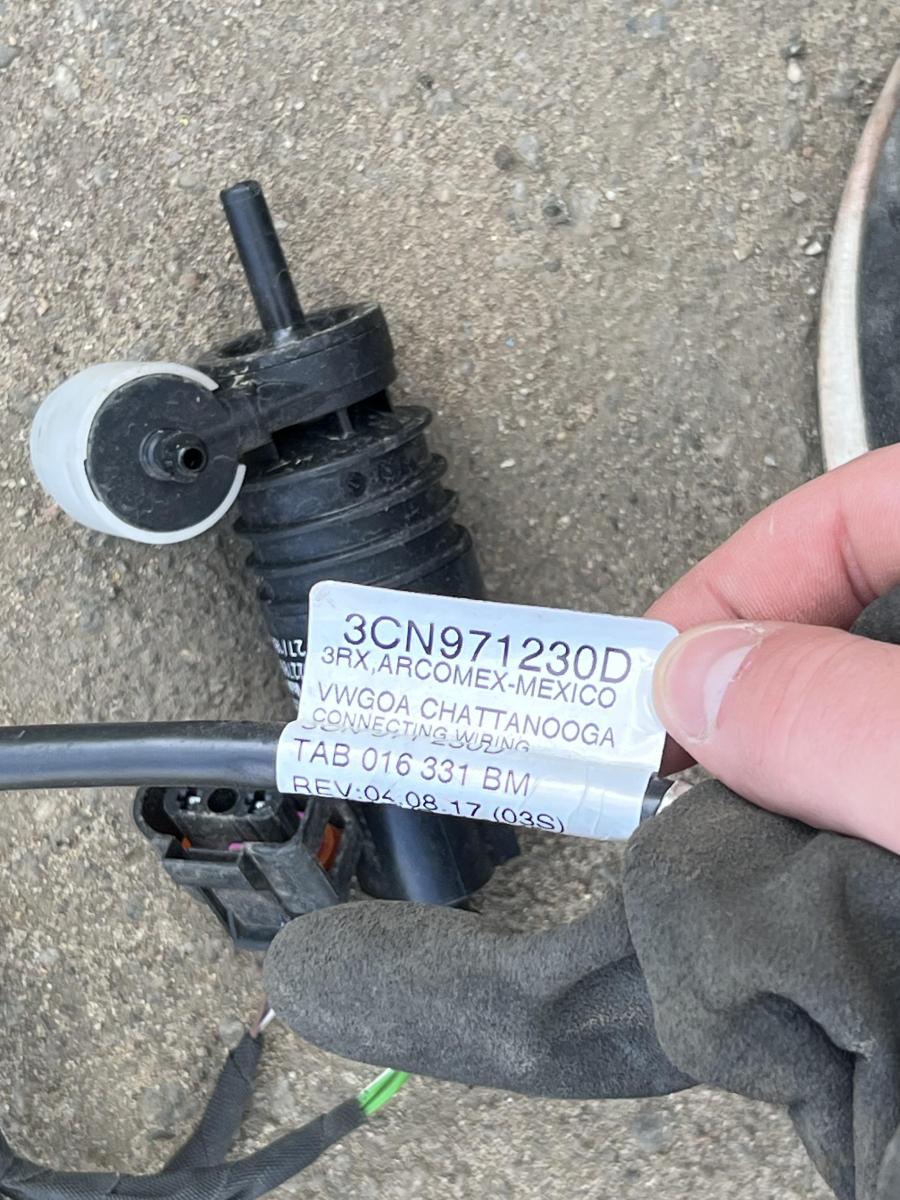 3CN971230D
3RX,ARCOMEX-MEXICO
VWGOA CHATTANOOGA
CONNECTING WIRING
TAB 016 331 BM
REV:04.08.17 (03S)